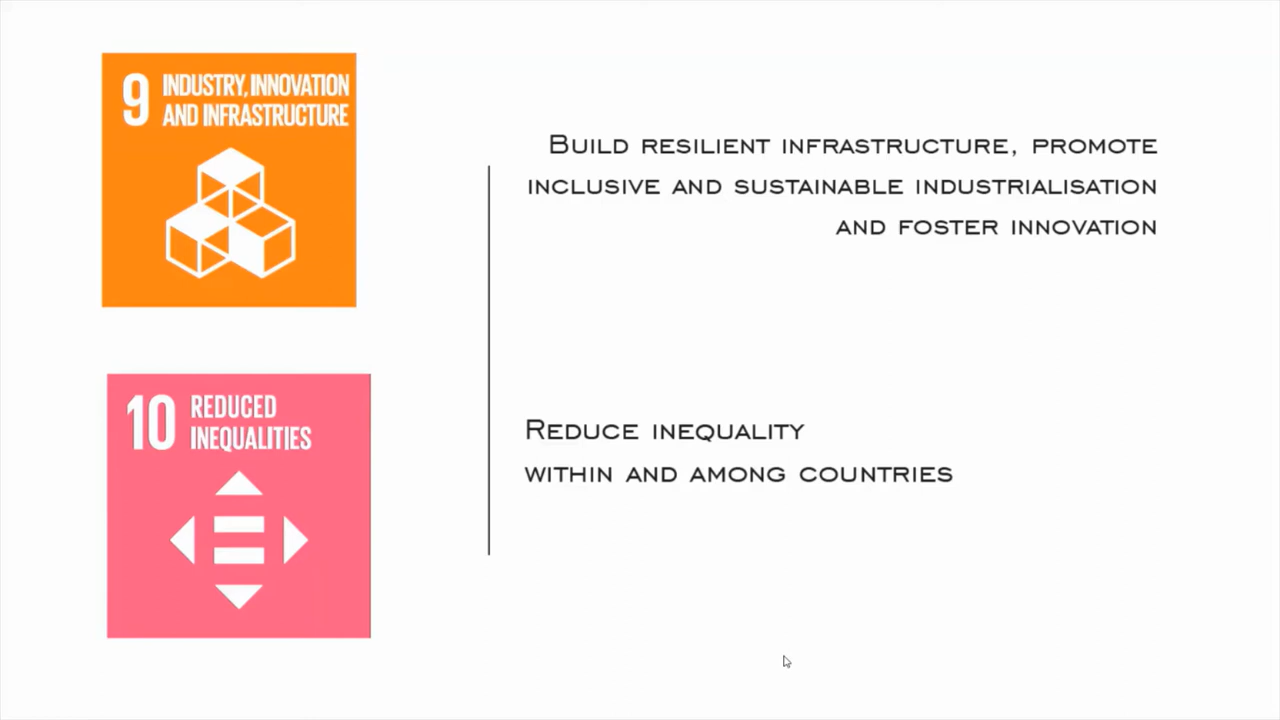 9 INDUSTRY, INNOVATION
AND INFRASTRUCTURE
BUILD RESILIENT INFRASTRUCTURE, PROMOTE
INCLUSIVE AND SUSTAINABLE INDUSTRIALISATION
AND FOSTER INNOVATION
10 REDUCED
INEQUALITIES
REDUCE INEQUALITY
WITHIN AND AMONG COUNTRIES